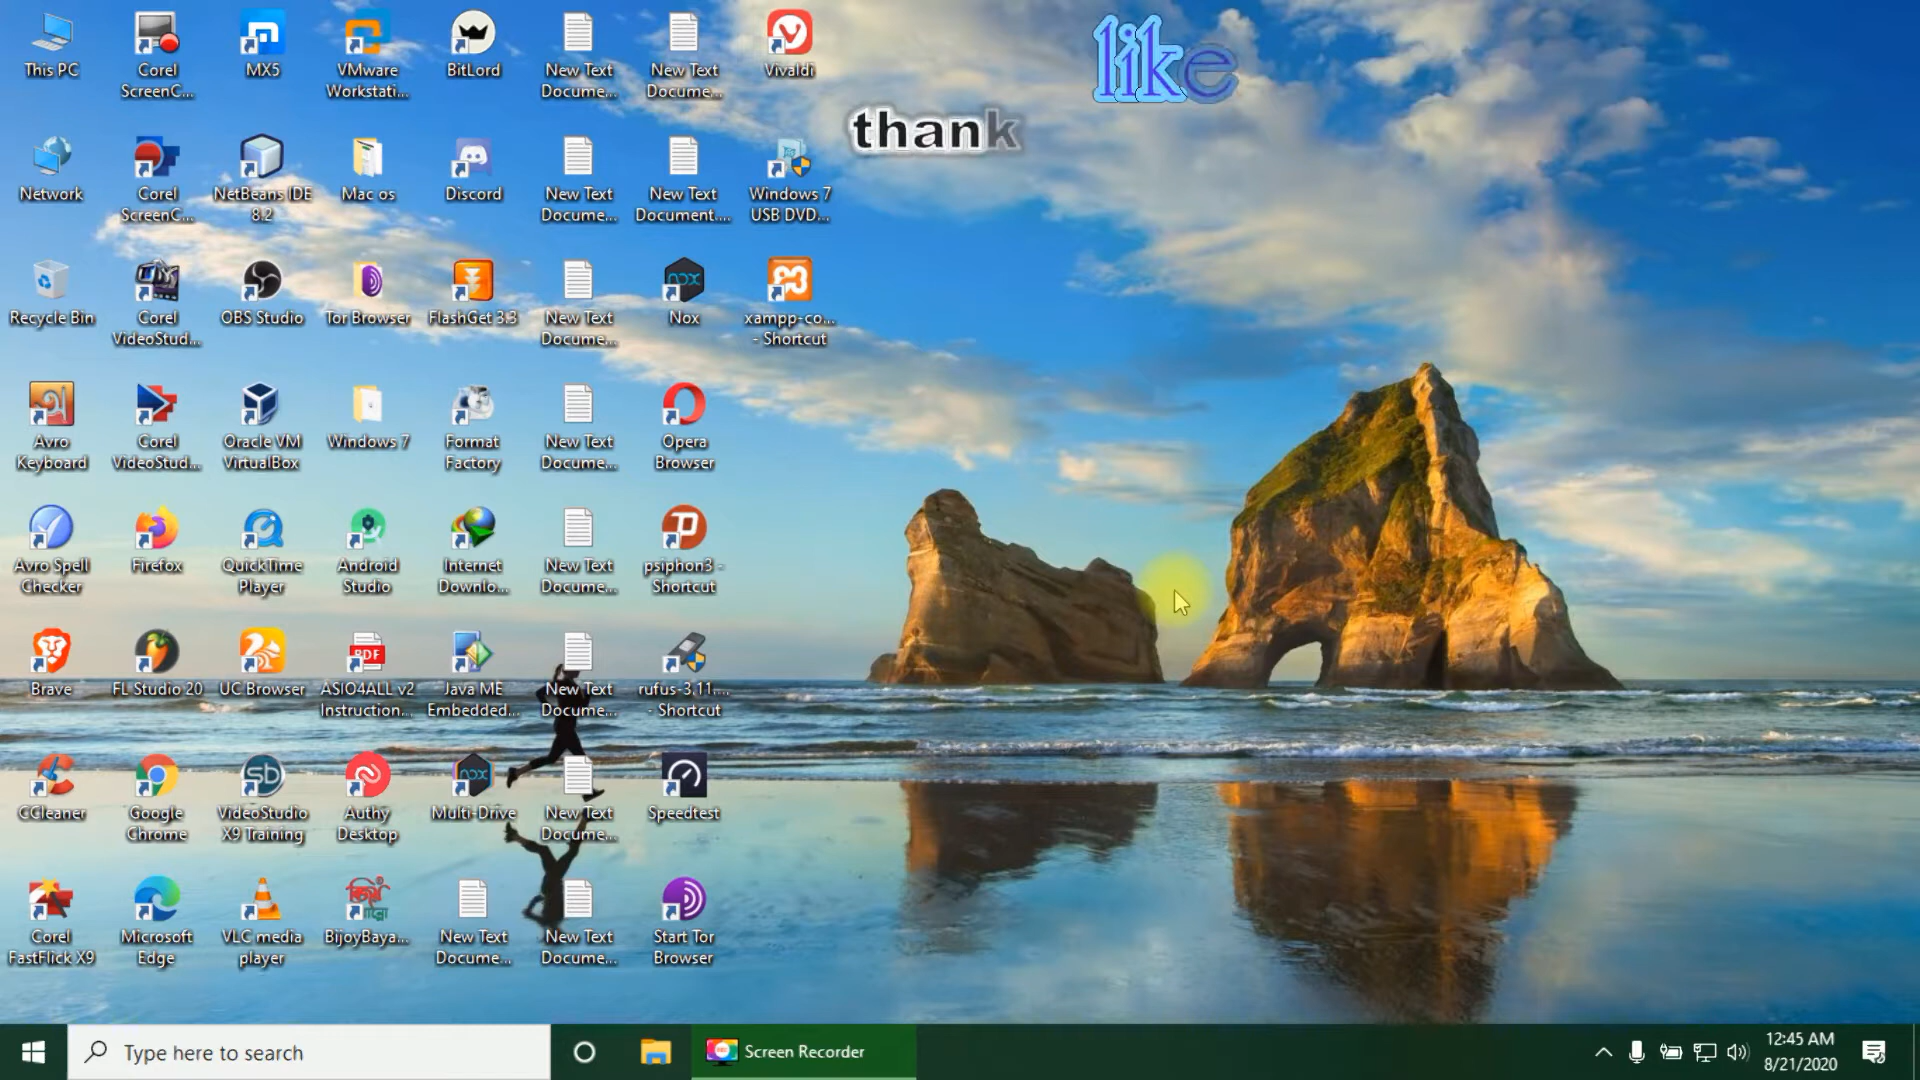 This PC
Corel
ScreenC...
MX5
VMware
Workstati...
BitLord
New Text
Docume...
New Text
Docume...
Vivaldi
like
thank
Network
Corel
ScreenC...
NetBeans IDE
8.2
Mac os
Discord
New Text
Docume...
New Text
Document....
Windows 7
USB DVD...
Recycle Bin
Corel
VideoStud...
OBS Studio
Tor Browser
FlashGet 3.3
New Text
Docume...
nox
Nox
xampp-co...
- Shortcut
Avro
Keyboard
Corel
VideoStud...
Oracle VM
VirtualBox
Windows 7
Format
Factory
New Text
Docume...
Opera
Browser
Avro Spell
Checker
Firefox
QuickTime
Player
Android
Studio
Internet
Downlo...
New Text
Docume...
psiphon3 -
Shortcut
Brave
FL Studio 20
UC Browser
PDF
ASIO4ALL v2
Instruction...
Java ME
Embedded...
New Text
Docume...
rufus-3.11....
- Shortcut
CCleaner
Google
Chrome
VideoStudio
X9 Training
Authy
Desktop
nox
Multi-Drive
New Text
Docume...
Speedtest
Corel
FastFlick X9
Microsoft
Edge
VLC media
player
BijoyBaya...
New Text
Docume...
New Text
Docume...
Start Tor
Browser
Type here to search
Screen Recorder
12:45 AM
8/21/2020